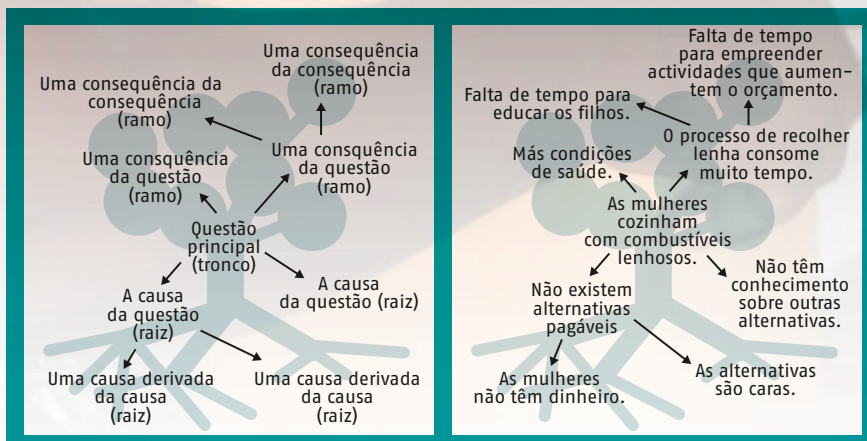 Uma consequência
da consequência
(ramo)
Uma consequência da
consequência
(ramo)
Uma consquência
da questão
(ramo)
Uma consquência
da questão
(ramo)
Questão
principal
(tronco)
A causa
da questão (raiz)
A causa
da questão
(raiz)
Uma causa derivada
da causa
(raiz)
Uma causa derivada
da causa
(raiz)
Falta de tempo
para empreender
actividades que aumen-
tem o orçamento.
Falta de tempo para
educar os filhos.
O processo de recolher
lenha consome
muito tempo.
Más condições
de saúde.
As mulheres
cozinham
com combustíveis
lenhosos.
Não têm
conhecimento
sobre outras
alternativas.
Não existem
alternativas
pagáveis
As mulheres
não têm dinheiro.
As alternativas
são caras.